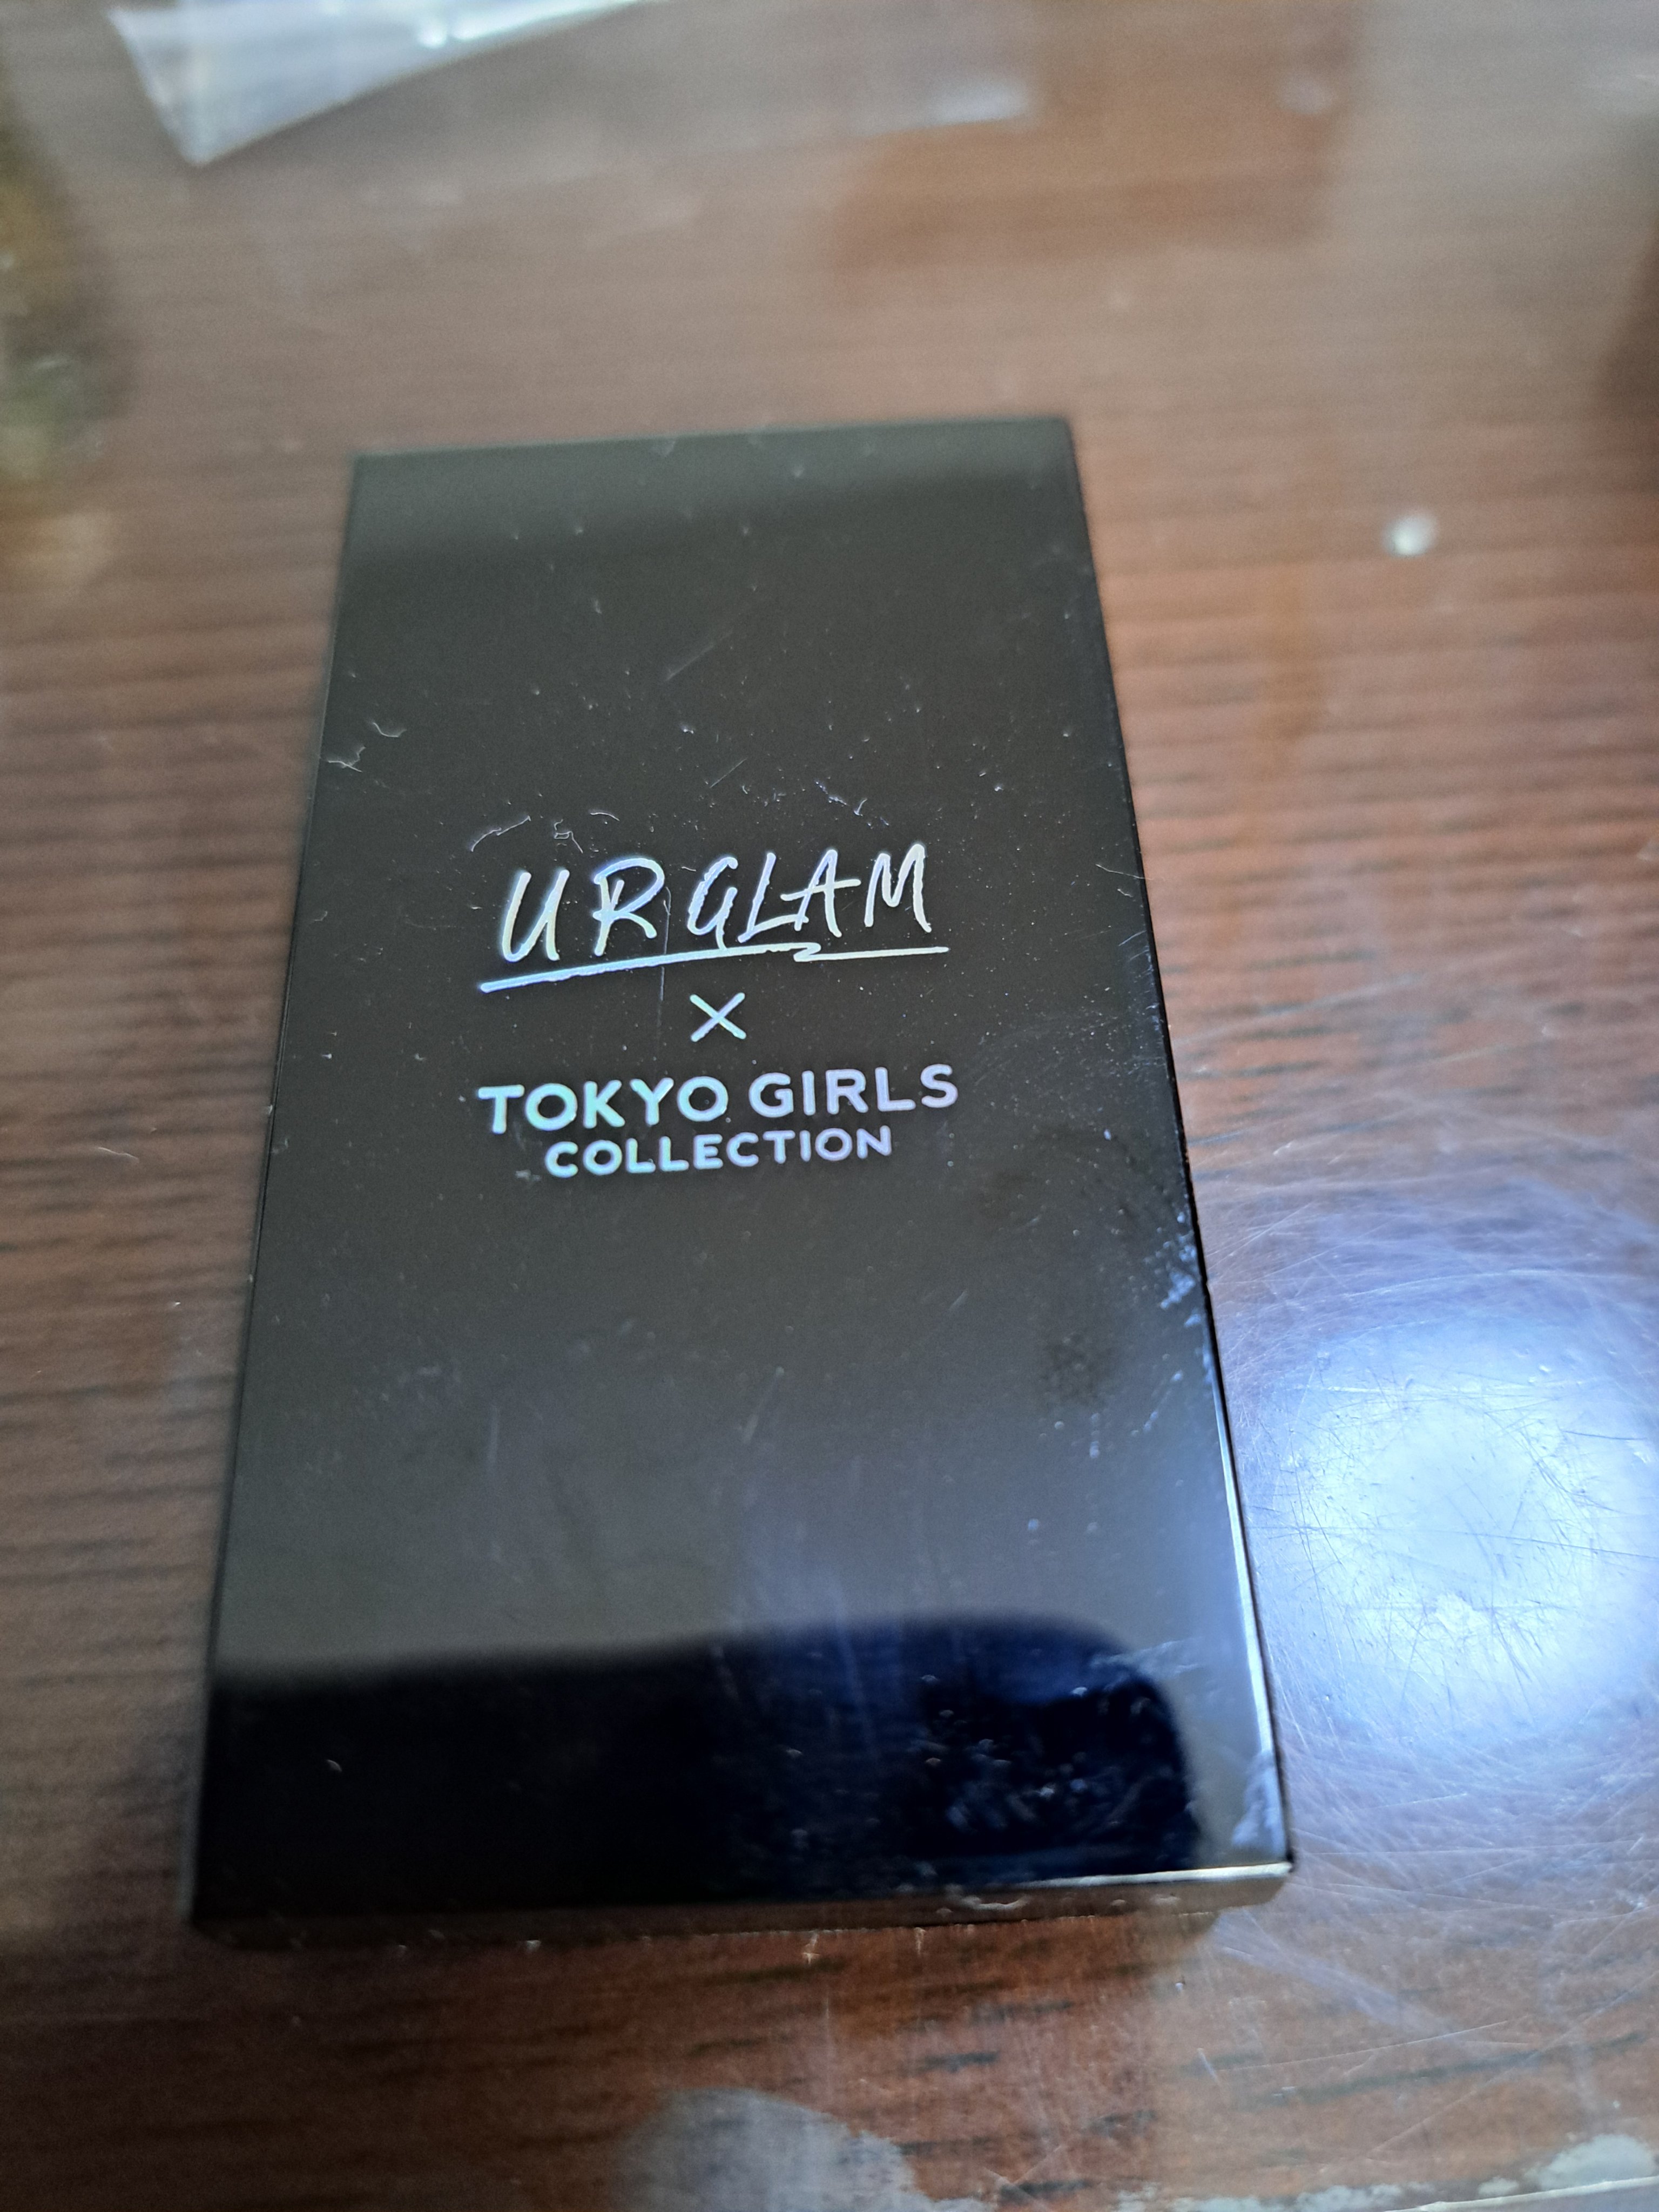 UR GLAM
×
TOKYO GIRLS
COLLECTION